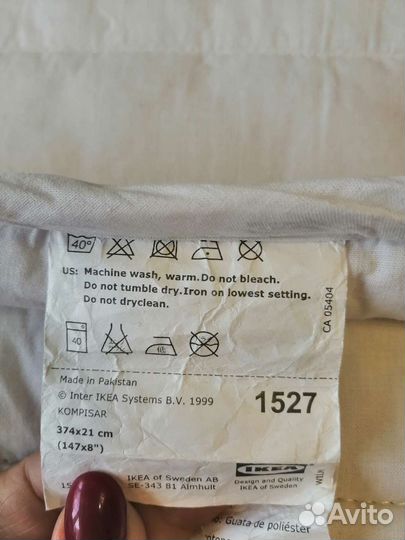 40°
US: Machine wash, warm.Do not bleach.
Do not tumble dry.Iron on lowest setting.
Do not dryclean.
CA 05404
40
Made in Pakistan
© Inter IKEA Systems B.V. 1999
KOMPISAR
1527
374x21 cm
(147x8")
IKEA of Sweden AB
SE-343 81 Älmhult
IKEA
Design and Quality
IKEA of Sweden
o: Guata de poliéster
Avito